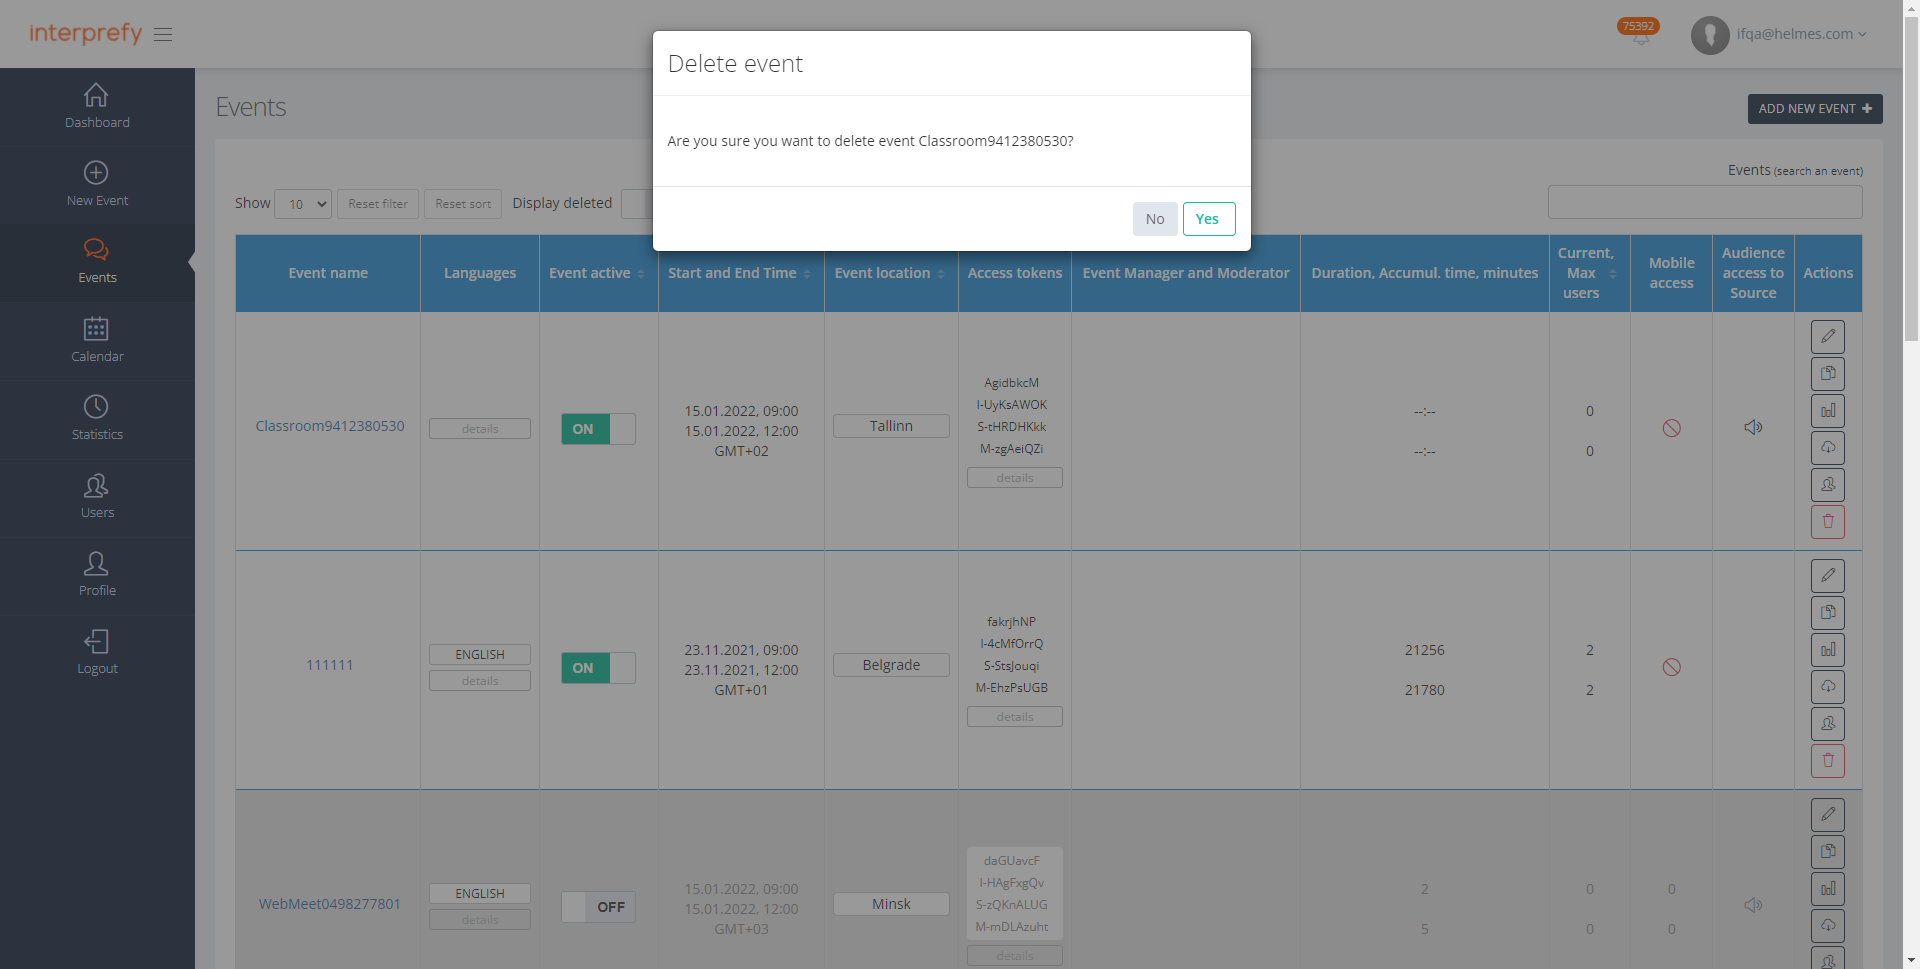 interprefy
75392
ifqa@helmes.com
Delete event
Are you sure you want to delete event Classroom9412380530?
No
Yes
Dashboard
New Event
Events
Calendar
Statistics
Users
Profile
Logout
Events
ADD NEW EVENT
Events (search an event)
Show 10 Reset filter Reset sort Display deleted
Event name
Languages
Event active
Start and End Time
Event location
Access tokens
Event Manager and Moderator
Duration, Accumul. time, minutes
Current,
Max
users
Mobile
access
Audience
access to
Source
Actions
Classroom9412380530
details
ON
15.01.2022, 09:00
15.01.2022, 12:00
GMT+02
Tallinn
AgidbkcM
I-UyKsAWOK
S-tHRDHKkk
M-zgAeiQZi
details
--:--
--:--
0
0
111111
ENGLISH
details
ON
23.11.2021, 09:00
23.11.2021, 12:00
GMT+01
Belgrade
fakrjhNP
I-4cMfOrrQ
S-StsJouqi
M-EhzPsUGB
details
21256
21780
2
2
WebMeet0498277801
ENGLISH
details
OFF
15.01.2022, 09:00
15.01.2022, 12:00
GMT+03
Minsk
daGUavcF
I-HAgFxgQv
S-zQKnALUG
M-mDLAzuht
details
2
5
0
0
0
0